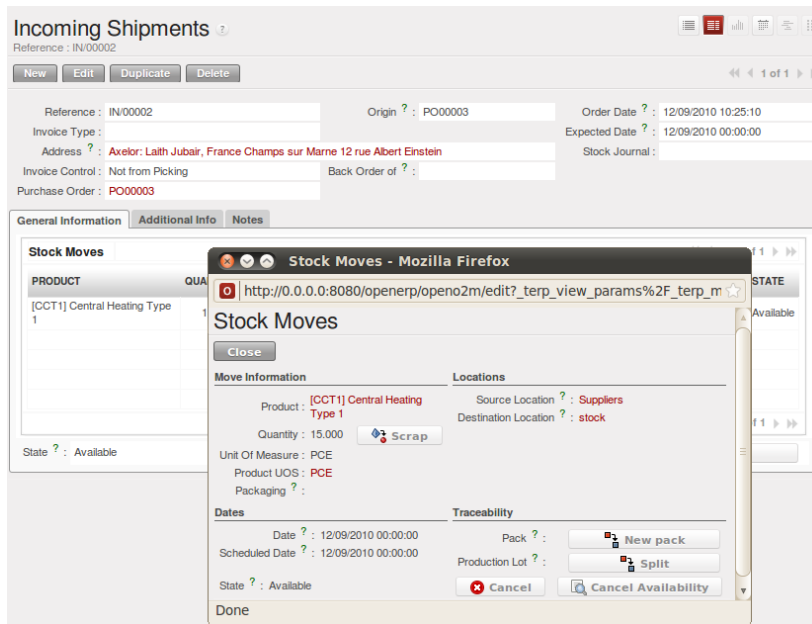 Incoming Shipments ?
Reference : IN/00002
New Edit Duplicate Delete 1 of 1
Reference : IN/00002 Origin ? : PO00003 Order Date ? : 12/09/2010 10:25:10
Invoice Type : Expected Date ? : 12/09/2010 00:00:00
Address ? : Axelor: Laith Jubair, France Champs sur Marne 12 rue Albert Einstein Stock Journal :
Invoice Control : Not from Picking Back Order of ? :
Purchase Order : PO00003
General Information Additional Info Notes
Stock Moves f 1
PRODUCT QUA STATE
[CCT1] Central Heating Type 1 Available
1
f 1
State ? : Available
Stock Moves - Mozilla Firefox
http://0.0.0.0:8080/openerp/openo2m/edit?_terp_view_params%2F_terp_m
Stock Moves
Close
Move Information Locations
Product : [CCT1] Central Heating Source Location ? : Suppliers
Type 1 Destination Location ? : stock
Quantity : 15.000 Scrap
Unit Of Measure : PCE
Product UOS : PCE
Packaging ? :
Dates Traceability
Date ? : 12/09/2010 00:00:00 Pack ? : New pack
Scheduled Date ? : 12/09/2010 00:00:00 Production Lot ? : Split
State ? : Available Cancel Cancel Availability
Done